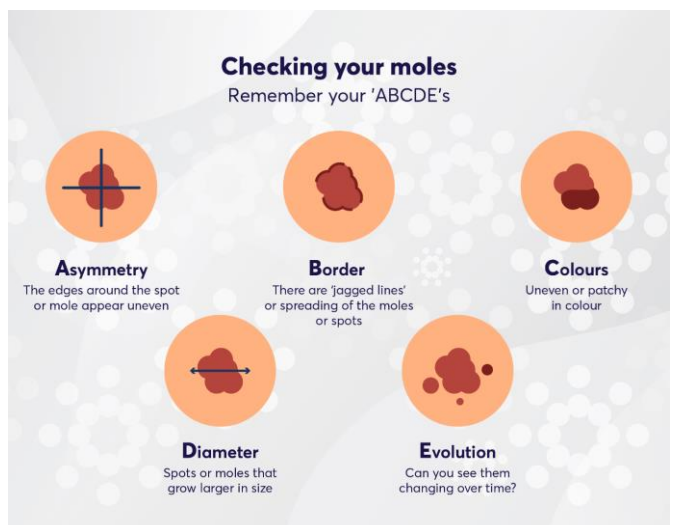 Checking your moles
Remember your 'ABCDE's
Asymmetry
The edges around the spot
or mole appear uneven
Border
There are 'jagged lines'
or spreading of the moles
or spots
Colours
Uneven or patchy
in colour
Diameter
Spots or moles that
grow larger in size
Evolution
Can you see them
changing over time?